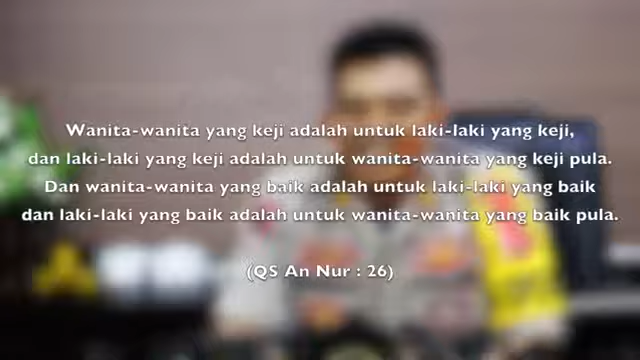 Wanita-wanita yang keji adalah untuk laki-laki yang keji,
dan laki-laki yang keji adalah untuk wanita-wanita yang keji pula.
Dan wanita-wanita yang baik adalah untuk laki-laki yang baik
dan laki-laki yang baik adalah untuk wanita-wanita yang baik pula.
(QS An Nur : 26)